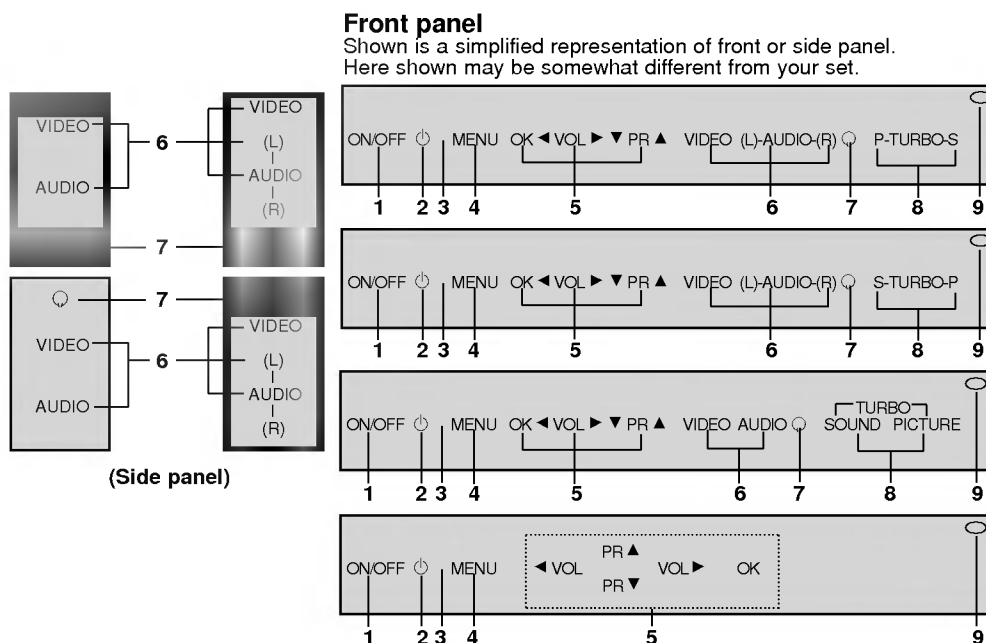 Front panel
Shown is a simplified representation of front or side panel.
Here shown may be somewhat different from your set.
VIDEO
AUDIO
6
VIDEO
(L)
AUDIO
(R)
7
7
VIDEO
AUDIO
6
VIDEO
(L)
AUDIO
(R)
(Side panel)
ON/OFF ⏻ MENU OK ◄ VOL ► ▼ PR ▲ VIDEO (L)-AUDIO-(R) P-TURBO-S
1 2 3 4 5 6 7 8 9
ON/OFF ⏻ MENU OK ◄ VOL ► ▼ PR ▲ VIDEO (L)-AUDIO-(R) S-TURBO-P
1 2 3 4 5 6 7 8 9
TURBO
ON/OFF ⏻ MENU OK ◄ VOL ► ▼ PR ▲ VIDEO AUDIO SOUND PICTURE
1 2 3 4 5 6 7 8 9
PR ▲
ON/OFF ⏻ MENU ◄ VOL VOL ► OK
PR ▼
1 2 3 4 5 9